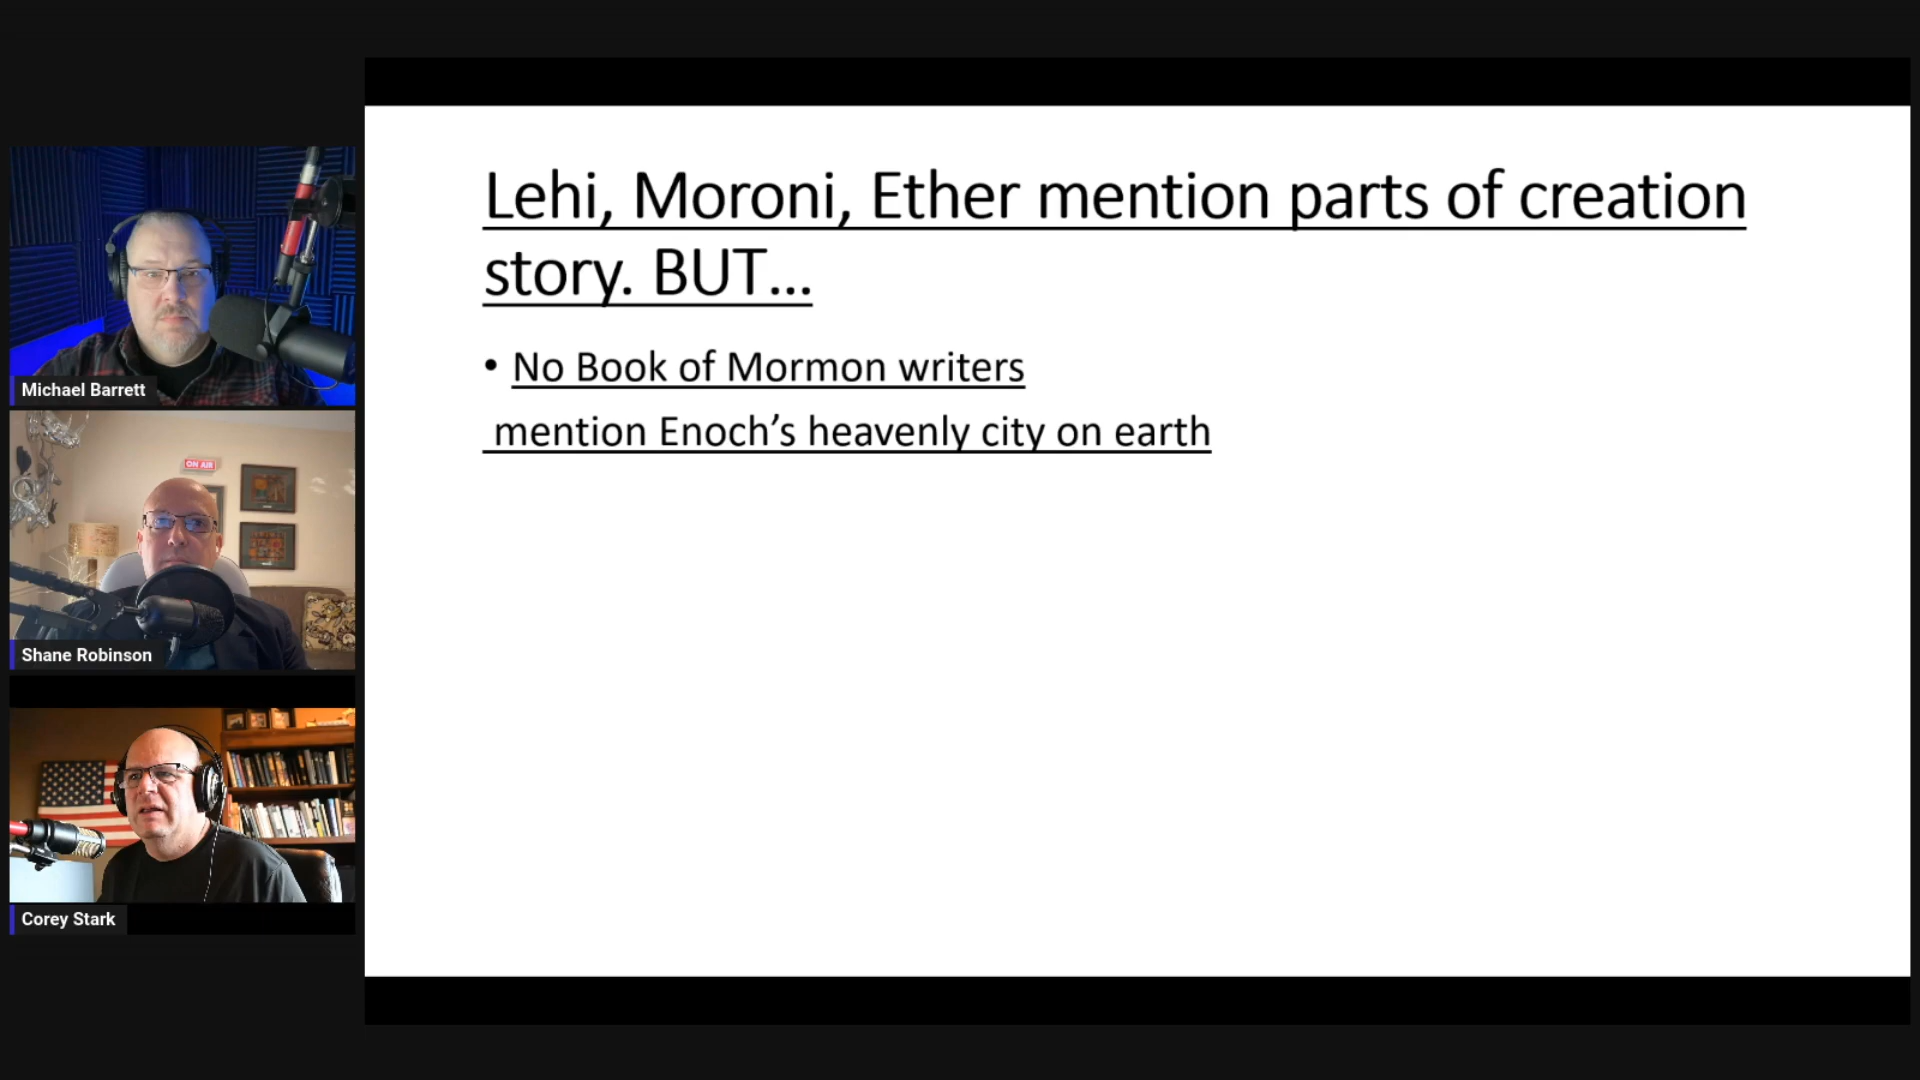 Lehi, Moroni, Ether mention parts of creation
story. BUT...
• No Book of Mormon writers
mention Enoch’s heavenly city on earth
Michael Barrett
ON AIR
Shane Robinson
Corey Stark